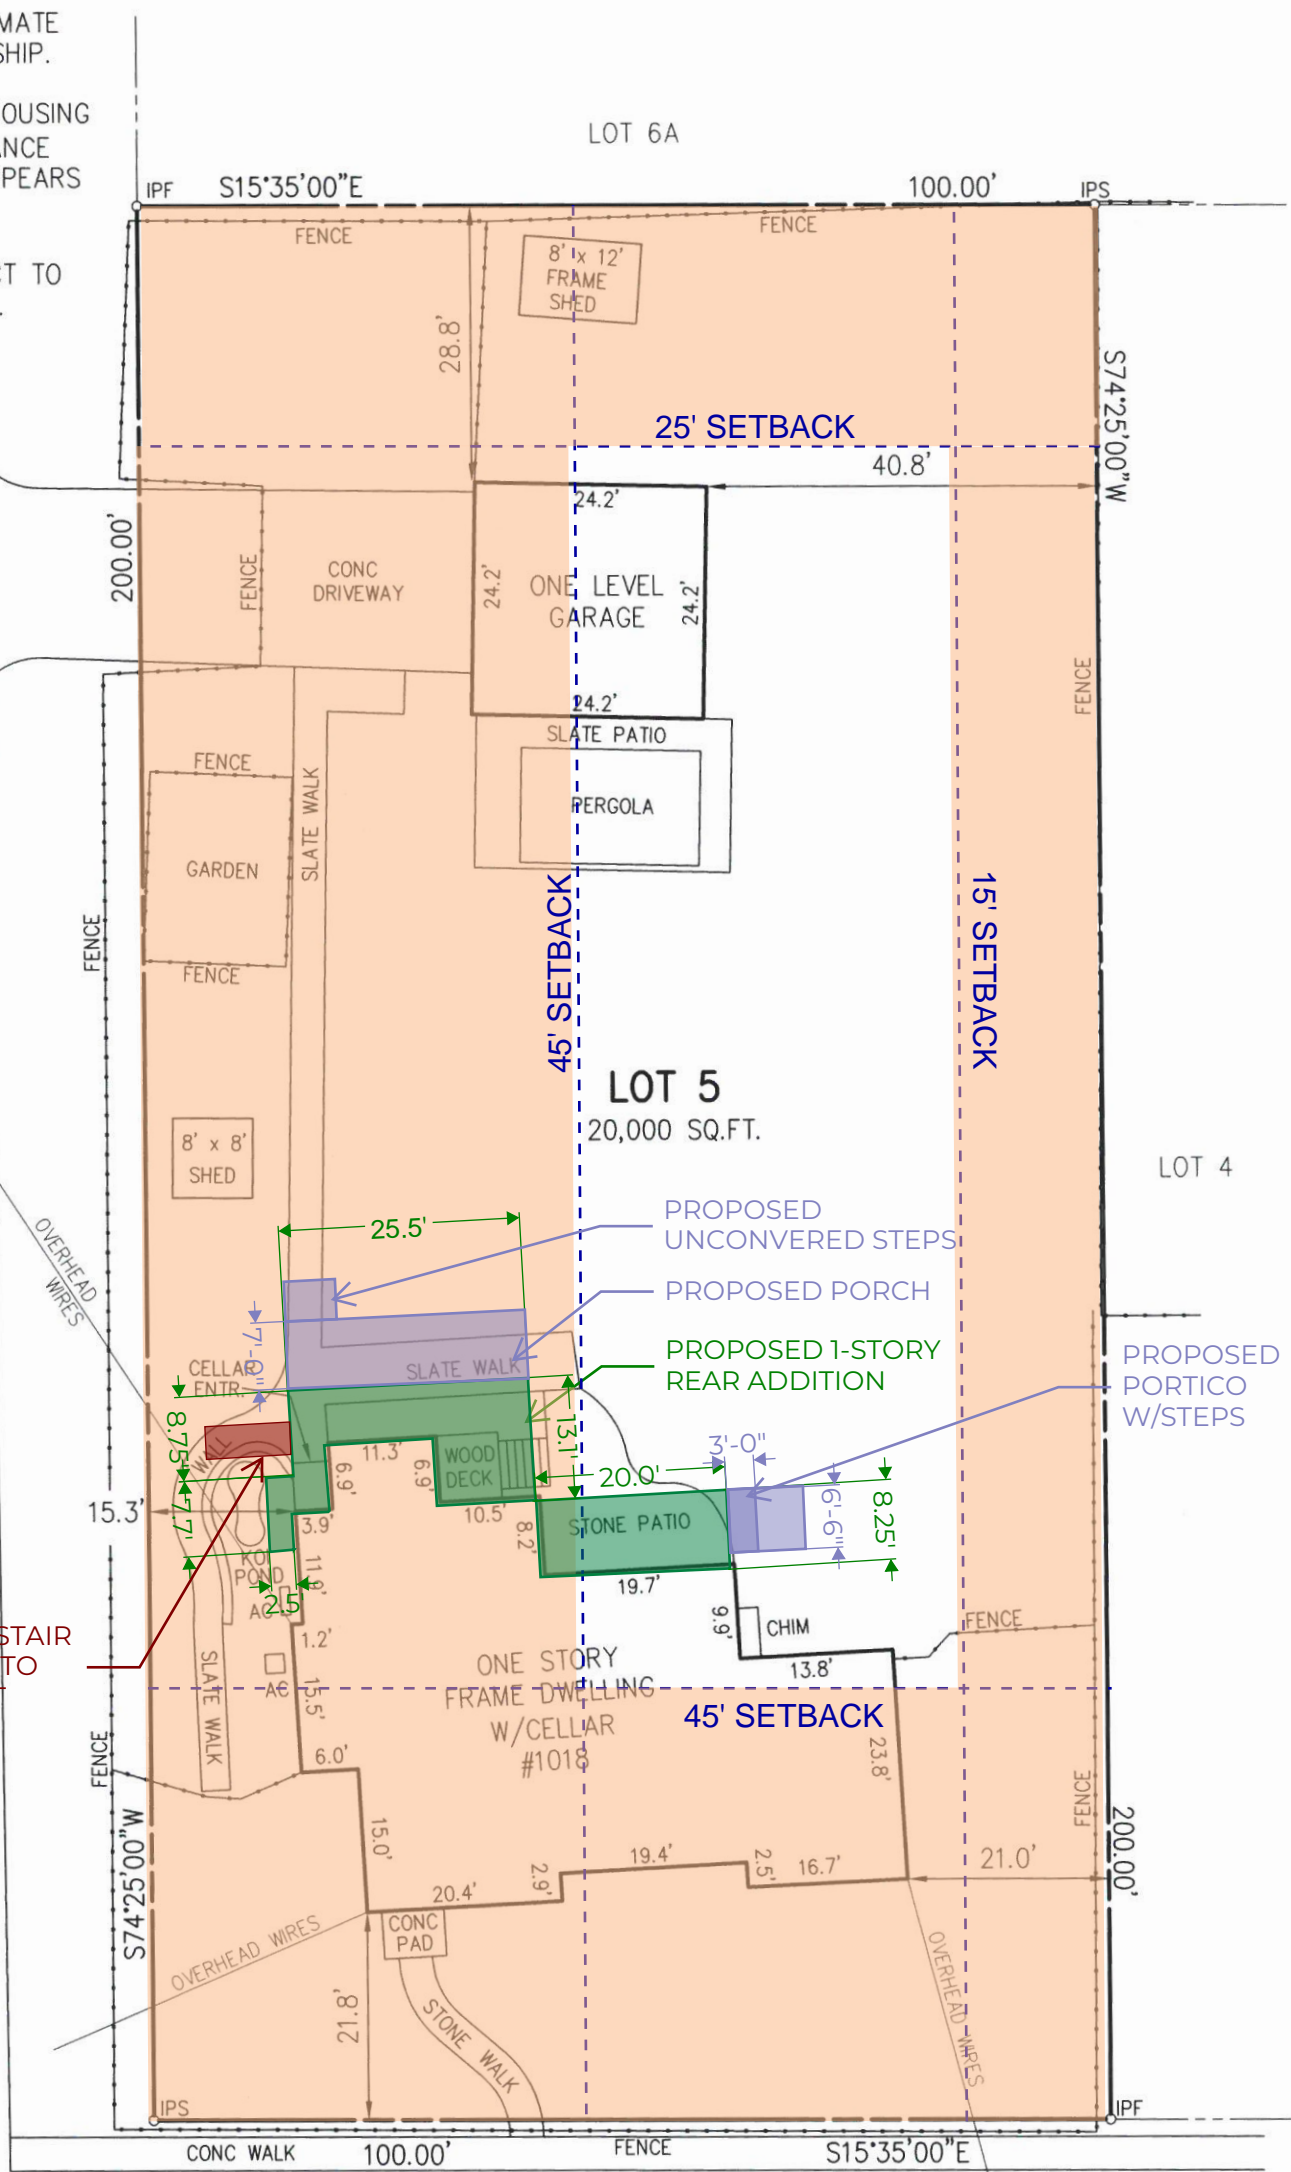 MATE
SHIP.
OUSING
ANCE
PEARS
CT TO
LOT 6A
IPF
S15°35'00"E
100.00'
IPS
FENCE
FENCE
8' x 12'
FRAME
SHED
28.8'
S74°25'00"W
25' SETBACK
40.8'
200.00'
FENCE
CONC
DRIVEWAY
24.2'
24.2'
ONE LEVEL
GARAGE
24.2'
24.2'
FENCE
SLATE PATIO
PERGOLA
FENCE
GARDEN
SLATE WALK
FENCE
FENCE
45' SETBACK
15' SETBACK
LOT 5
20,000 SQ.FT.
8' x 8'
SHED
LOT 4
OVERHEAD
WIRES
25.5'
PROPOSED
UNCONVERED STEPS
PROPOSED PORCH
PROPOSED 1-STORY
REAR ADDITION
PROPOSED
PORTICO
W/STEPS
7'-0"
CELLAR
ENTR.
SLATE WALK
8.75'
WALL
11.3'
6.9'
6.9'
WOOD
DECK
13.1'
3'-0"
20.0'
6'-6"
8.25'
15.3'
7.7'
3.9'
10.5'
8.2'
STONE PATIO
KOI
POND
11.9'
2.5'
AC
19.7'
9.9'
CHIM
FENCE
STAIR
TO
1.2'
13.8'
SLATE WALK
AC
15.5'
ONE STORY
FRAME DWELLING
W/CELLAR
#1018
45' SETBACK
FENCE
6.0'
23.8'
FENCE
15.0'
19.4'
2.9'
2.5'
16.7'
21.0'
200.00'
S74°25'00"W
20.4'
CONC
PAD
OVERHEAD WIRES
OVERHEAD WIRES
21.8'
STONE WALK
IPS
IPF
CONC WALK
100.00'
FENCE
S15°35'00"E